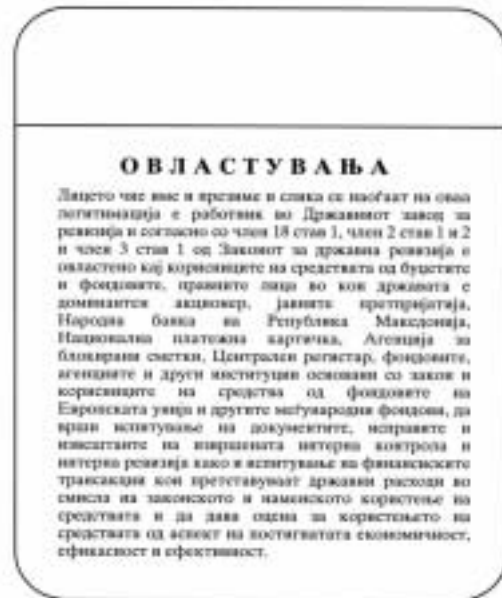 ОВЛАСТУВАЊА
Лицето чие име и презиме и слика се наоѓаат на оваа
легитимација е работник во Државниот завод за
ревизија и согласно со член 18 став 1, член 2 став 1 и 2
и член 3 став 1 од Законот за државна ревизија е
овластено кај корисниците на средствата од буџетите
и фондовите, правните лица во кои државата е
доминантен акционер, јавните претпријатија,
Народна банка на Република Македонија,
Национална платежна картичка, Агенција за
блокирани сметки, Централен регистар, фондовите,
агенциите и други институции основани со закон и
корисниците на средства од фондовите на
Европската унија и другите меѓународни фондови, да
врши испитување на документите, исправите и
извештаите на извршената интерна контрола и
интерна ревизија како и испитување на финансиските
трансакции кои претставуваат државни расходи во
смисла на законското и наменското користење на
средствата и да дава оцена за користењето на
средствата од аспект на постигнатата економичност,
ефикасност и ефективност.